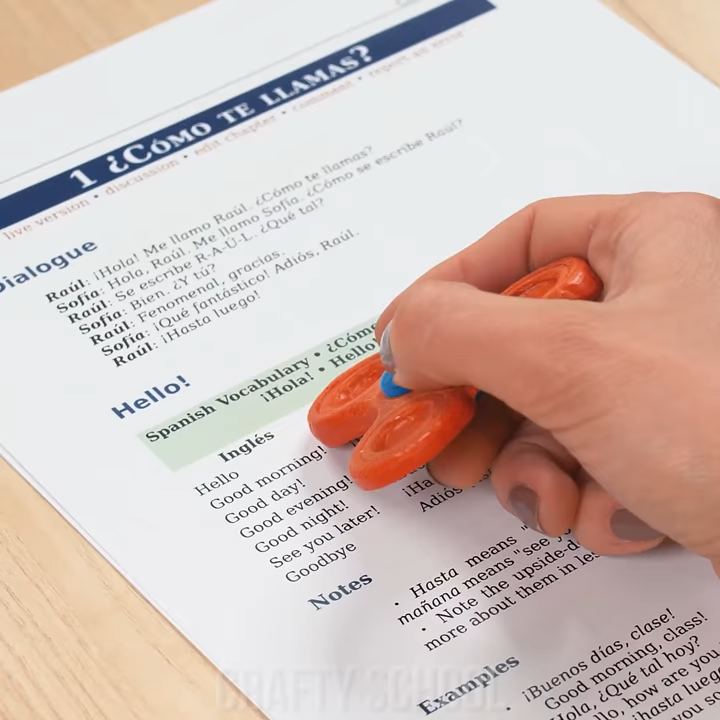 1 ¿Cómo te llamas?
live version • discussion • edit chapter • comment • report an error
Dialogue
Raúl: ¡Hola! Me llamo Raúl. ¿Cómo te llamas?
Sofía: Hola, Raúl. Me llamo Sofía. ¿Cómo se escribe Raúl?
Raúl: Se escribe R-A-Ú-L. ¿Qué tal?
Sofía: Bien. ¿Y tú?
Raúl: Fenomenal, gracias.
Sofía: ¡Qué fantástico! Adiós, Raúl.
Raúl: ¡Hasta luego!
Hello!
Spanish Vocabulary • ¿Cómo
¡Hola! • Hello
Inglés
Hello
Good morning!
Good day!
Good evening!
Good night!
See you later! ¡Ha
Goodbye Adiós
Notes
• Hasta means "
mañana means "see yo
• Note the upside-d
more about them in les
Examples
¡Buenos días, clase!
Good morning, class!
Hola, ¿Qué tal hoy?
lo, how are you
hasta luego
CRAFTY SCHOOL